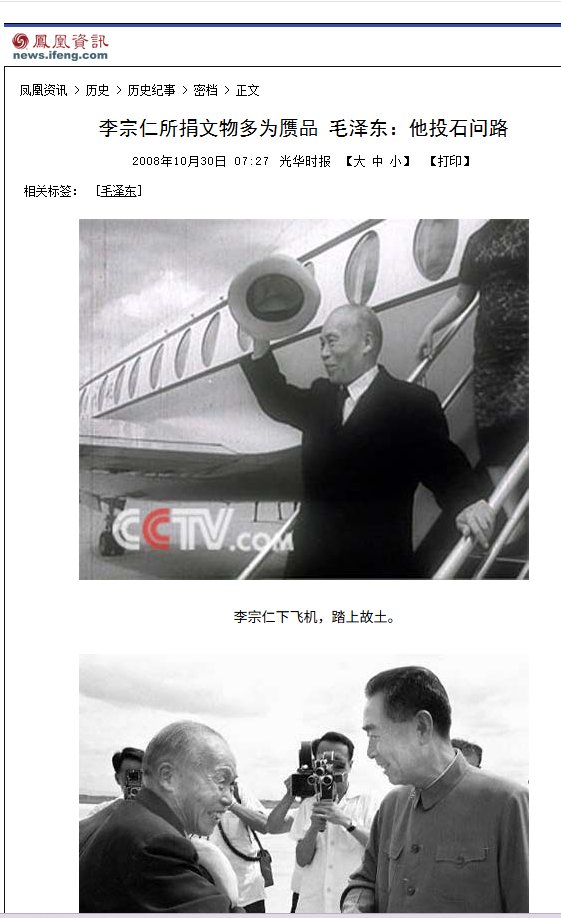 鳳凰資訊
news.ifeng.com
凤凰资讯 > 历史 > 历史纪事 > 密档 > 正文
李宗仁所捐文物多为赝品 毛泽东：他投石问路
2008年10月30日 07:27 光华时报 【大 中 小】 【打印】
相关标签： [毛泽东]
CCTV.COM
李宗仁下飞机，踏上故土。